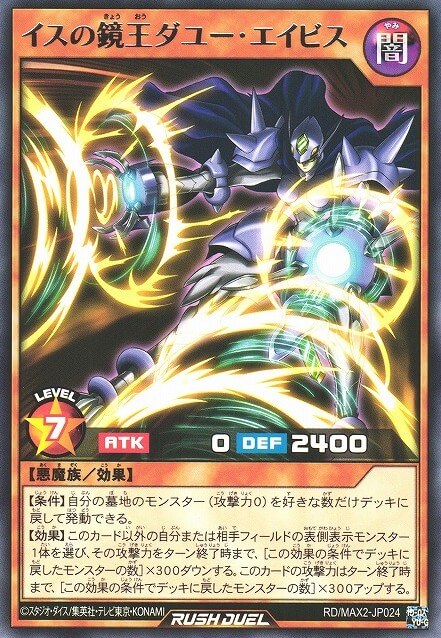 イスの鏡王ダユー・エイビス
闇
LEVEL
7
ATK 0 DEF 2400
【悪魔族/効果】
【条件】自分の墓地のモンスター(攻撃力0)を好きな数だけデッキに
戻して発動できる。
【効果】このカード以外の自分または相手フィールドの表側表示モンスター
1体を選び、その攻撃力をターン終了時まで、[この効果の条件でデッキに
戻したモンスターの数]×300ダウンする。このカードの攻撃力はターン終了時
まで、[この効果の条件でデッキに戻したモンスターの数]×300アップする。
©スタジオ・ダイス/集英社・テレビ東京・KONAMI
RUSH DUEL
RD/MAX2-JP024